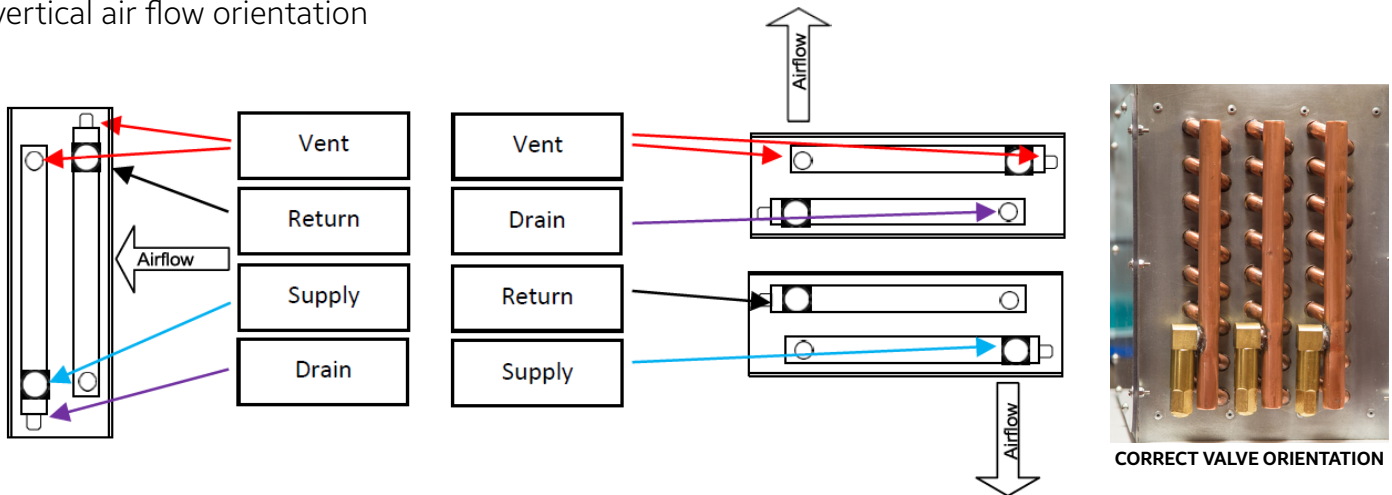 vertical air flow orientation
Vent
Return
Airflow
Supply
Drain
Airflow
Vent
Drain
Return
Supply
Airflow
CORRECT VALVE ORIENTATION